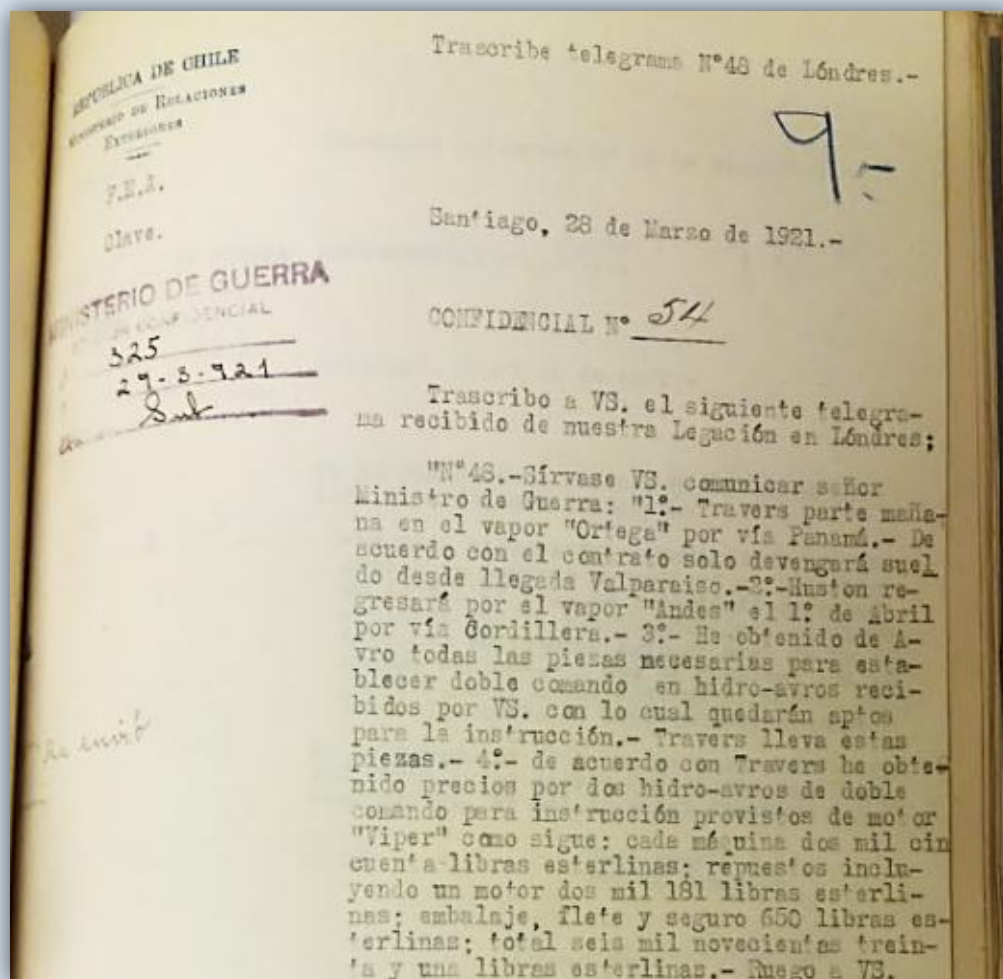 REPUBLICA DE CHILE
MINISTERIO DE RELACIONES
EXTERIORES
Clave.
MINISTERIO DE GUERRA
CONFIDENCIAL
325
29-3-921
Trascribe telegrama N°48 de Lóndres.-
9.-
Santiago, 28 de Marzo de 1921.-
CONFIDENCIAL N° 54
Trascribo a VS. el siguiente telegra-
ma recibido de nuestra Legación en Lóndres;
"N°48.-Sírvase VS. comunicar señor
Ministro de Guerra: "1°.- Travers parte maña-
na en el vapor "Ortega" por vía Panamá.- De
acuerdo con el contrato solo devengará suel
do desde llegada Valparaiso.-2°.-Huston re-
gresará por el vapor "Andes" el 1° de Abril
por vía Cordillera.- 3°.- He obtenido de A-
vro todas las piezas necesarias para esta-
blecer doble comando en hidro-avros reci-
bidos por VS. con lo cual quedarán aptos
para la instrucción.- Travers lleva estas
piezas.- 4°.- de acuerdo con Travers he obte-
nido precios por dos hidro-avros de doble
comando para instrucción provistos de motor
"Viper" como sigue: cada máquina dos mil cin
cuenta libras esterlinas; repuestos inclu-
yendo un motor dos mil 181 libras esterli-
nas; embalaje, flete y seguro 650 libras es-
terlinas; total seis mil novecientas trein-
ta y una libras esterlinas.- Ruego a VS.
Se envió